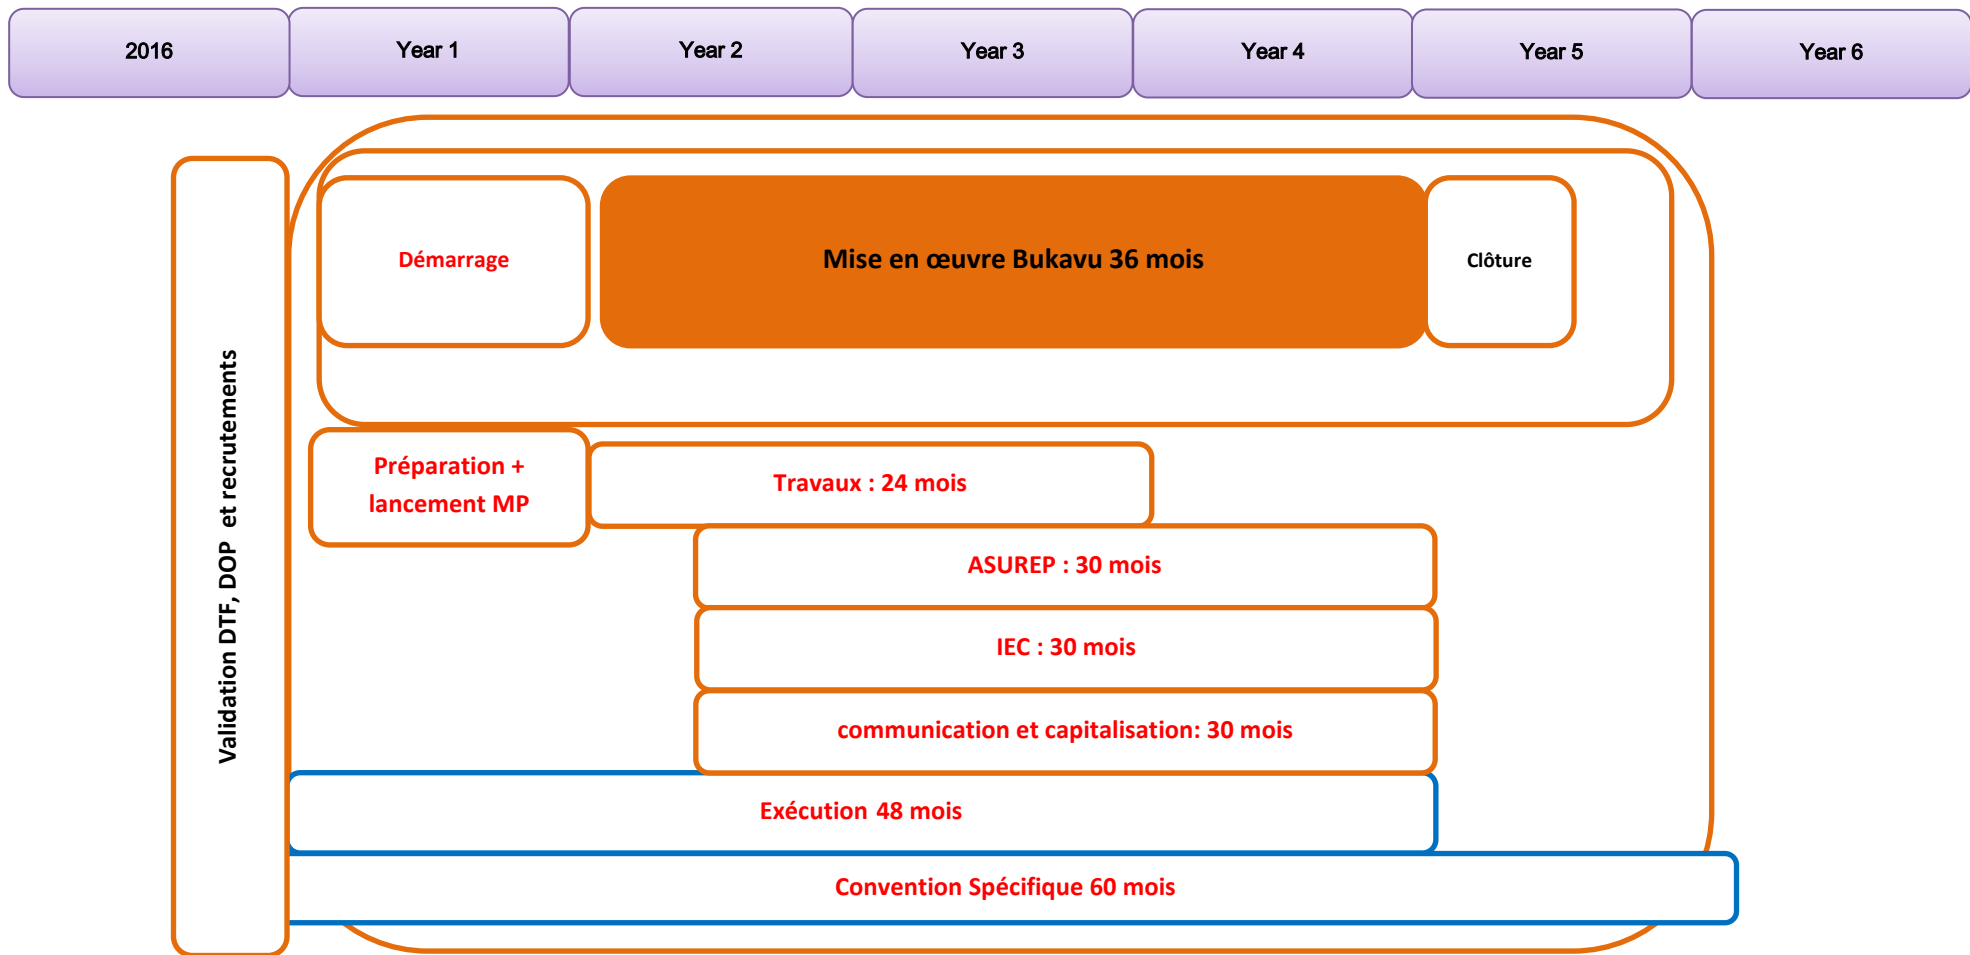 2016
Year 1
Year 2
Year 3
Year 4
Year 5
Year 6
Validation DTF, DOP  et recrutements
Démarrage
Mise en œuvre Bukavu 36 mois
Clôture
Préparation +
lancement MP
Travaux : 24 mois
ASUREP : 30 mois
IEC : 30 mois
communication et capitalisation: 30 mois
Exécution 48 mois
Convention Spécifique 60 mois